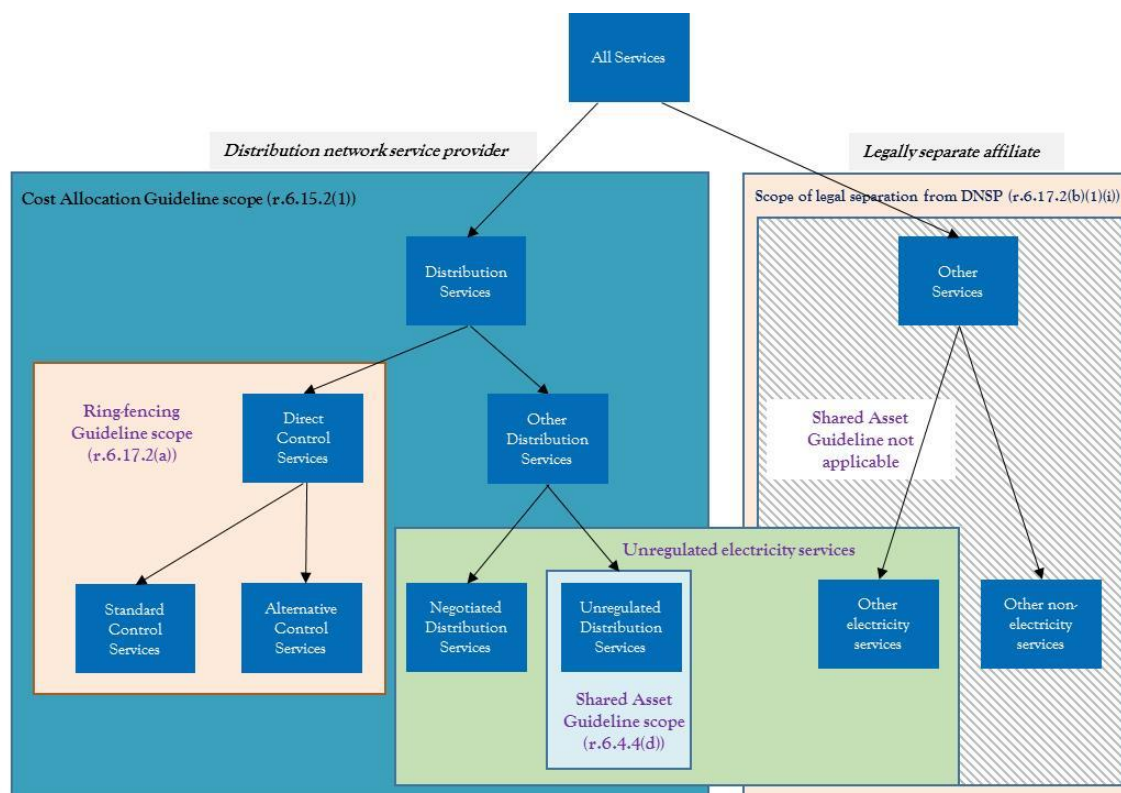 All Services
Distribution network service provider
Legally separate affiliate
Cost Allocation Guideline scope (r.6.15.2(1))
Scope of legal separation from DNSP (r.6.17.2(b)(1)(i))
Distribution
Services
Other
Services
Ring-fencing
Guideline scope
(r.6.17.2(a))
Direct
Control
Services
Other
Distribution
Services
Shared Asset
Guideline not
applicable
Unregulated electricity services
Standard
Control
Services
Alternative
Control
Services
Negotiated
Distribution
Services
Unregulated
Distribution
Services
Other
electricity
services
Other non-
electricity
services
Shared Asset
Guideline scope
(r.6.4.4(d))